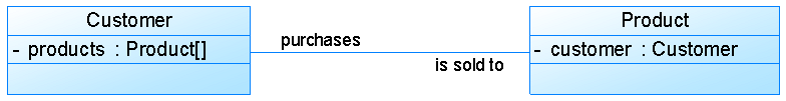 Customer
- products : Product[]
purchases
is sold to
Product
- customer : Customer